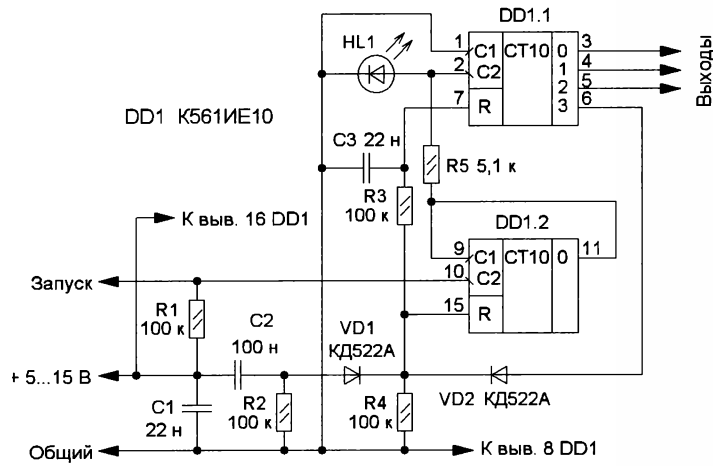 DD1.1
HL1
1 C1 CT10 0 3
2 C2 1 4
2 5
7 R 3 6
Выходы
DD1 К561ИЕ10
C3 22 н
R5 5,1 к
R3
100 к
К выв. 16 DD1
DD1.2
9 C1 CT10 0 11
10 C2
15 R
Запуск
R1
100 к
C2
100 н
VD1
КД522А
+ 5...15 В
VD2 КД522А
C1
22 н
R2
100 к
R4
100 к
Общий
К выв. 8 DD1